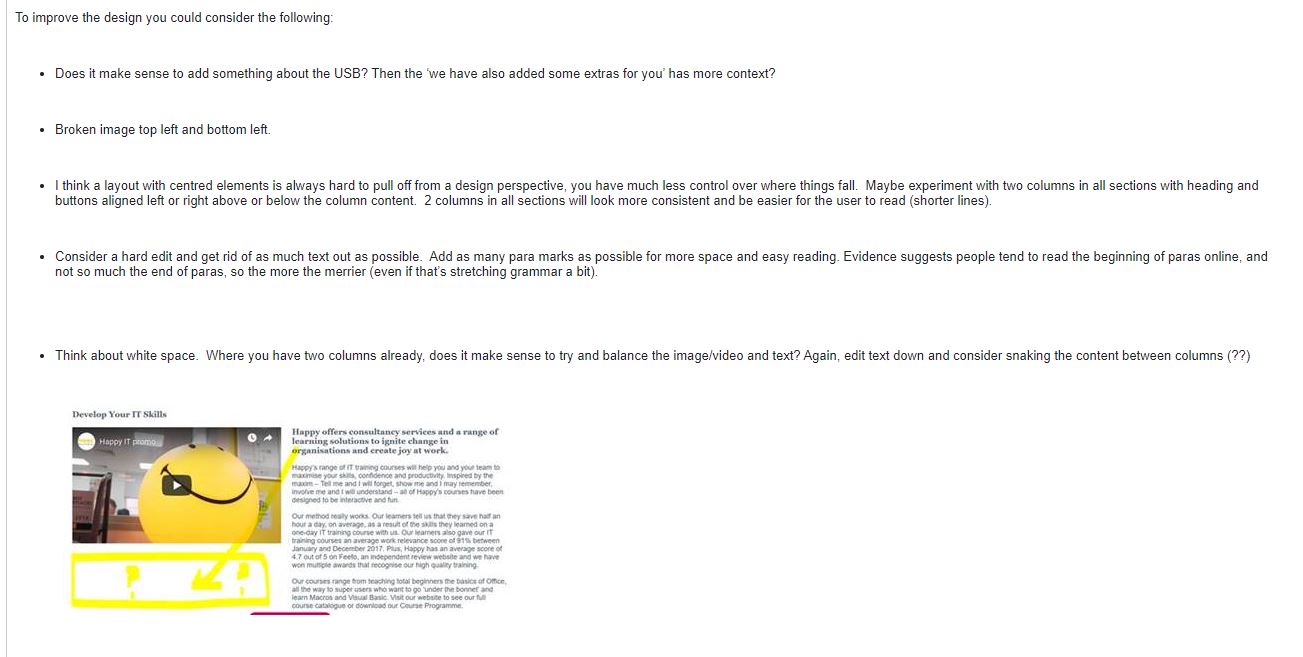 To improve the design you could consider the following:
• Does it make sense to add something about the USB? Then the 'we have also added some extras for you' has more context?
• Broken image top left and bottom left.
• I think a layout with centred elements is always hard to pull off from a design perspective, you have much less control over where things fall.  Maybe experiment with two columns in all sections with heading and
buttons aligned left or right above or below the column content.  2 columns in all sections will look more consistent and be easier for the user to read (shorter lines).
• Consider a hard edit and get rid of as much text out as possible.  Add as many para marks as possible for more space and easy reading. Evidence suggests people tend to read the beginning of paras online, and
not so much the end of paras, so the more the merrier (even if that's stretching grammar a bit).
• Think about white space.  Where you have two columns already, does it make sense to try and balance the image/video and text? Again, edit text down and consider snaking the content between columns (??)
Develop Your IT Skills
Happy IT promo
? ?
Happy offers consultancy services and a range of
learning solutions to ignite change in
organisations and create joy at work.
Happy's range of IT training courses will help you and your team to
maximise your skills, confidence and productivity. Inspired by the
maxim – Tell me and I will forget, show me and I may remember,
involve me and I will understand – all of Happy's courses have been
designed to be interactive and fun.
Our method really works. Our learners tell us that they save half an
hour a day, on average, as a result of the skills they learned on a
one-day IT training course with us. Our learners also gave our IT
training courses an average work relevance score of 91% between
January and December 2017. Plus, Happy has an average score of
4.7 out of 5 on Feefo, an independent review website and we have
won multiple awards that recognise our high quality training.
Our courses range from teaching total beginners the basics of Office,
all the way to super users who want to go 'under the bonnet' and
learn Macros and Visual Basic. Visit our website to see our full
course catalogue or download our Course Programme.